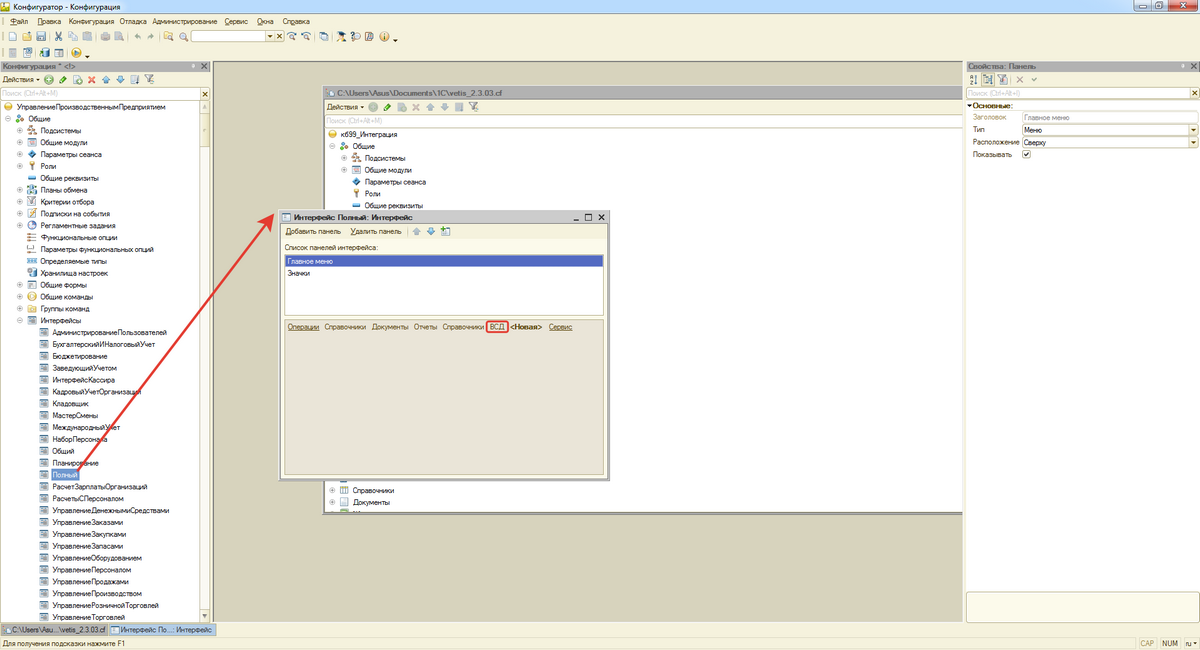 Конфигуратор - Конфигурация
Файл Правка Конфигурация Отладка Администрирование Сервис Окна Справка
Конфигурация * <!>
Действия
Поиск (Ctrl+Alt+M)
УправлениеПроизводственнымПредприятием
Общие
Подсистемы
Общие модули
Параметры сеанса
Роли
Общие реквизиты
Планы обмена
Критерии отбора
Подписки на события
Регламентные задания
Функциональные опции
Параметры функциональных опций
Определяемые типы
Хранилища настроек
Общие формы
Общие команды
Группы команд
Интерфейсы
АдминистрированиеПользователей
БухгалтерскийИНалоговыйУчет
Бюджетирование
ЗаведующийУчетом
ИнтерфейсКассира
КадровыйУчетОрганизаций
Кладовщик
МастерСмены
МеждународныйУчет
НаборПерсонала
Общий
Планирование
Полный
РасчетЗарплатыОрганизаций
РасчетыСПерсоналом
УправлениеДенежнымиСредствами
УправлениеЗаказами
УправлениеЗакупками
УправлениеЗапасами
УправлениеОборудованием
УправлениеПерсоналом
УправлениеПродажами
УправлениеПроизводством
УправлениеРозничнойТорговлей
УправлениеТорговлей
C:\Users\Asus\Documents\1C\vetis_2.3.03.cf
Действия
Поиск (Ctrl+Alt+M)
кб99_Интеграция
Общие
Подсистемы
Общие модули
Параметры сеанса
Роли
Общие реквизиты
Интерфейс Полный: Интерфейс
Добавить панель Удалить панель
Список панелей интерфейса:
Главное меню
Значки
Операции Справочники Документы Отчеты Справочники ВСД <Новая> Сервис
Справочники
Документы
Свойства: Панель
Поиск (Ctrl+Alt+I)
Основные:
Заголовок Главное меню
Тип Меню
Расположение Сверху
Показывать
C:\Users\Asu...\vetis_2.3.03.cf Интерфейс По...: Интерфейс
Для получения подсказки нажмите F1 CAP NUM ru